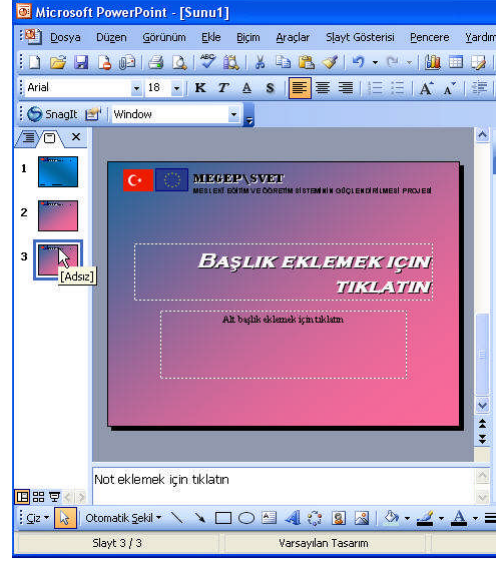 Microsoft PowerPoint - [Sunu1]
Dosya Düzen Görünüm Ekle Biçim Araçlar Slayt Gösterisi Pencere Yardım
Arial 18 K T A S A A
SnagIt Window
1
2
3
[Adsız]
MEGEP\SVET
MESLEKİ EĞİTİM VE ÖĞRETİM SİSTEMİNİN GÜÇLENDİRİLMESİ PROJESİ
BAŞLIK EKLEMEK IÇIN
TIKLATIN
Alt başlık eklemek için tıklatın
Not eklemek için tıklatın
Çiz Otomatik Şekil A
Slayt 3 / 3 Varsayılan Tasarım